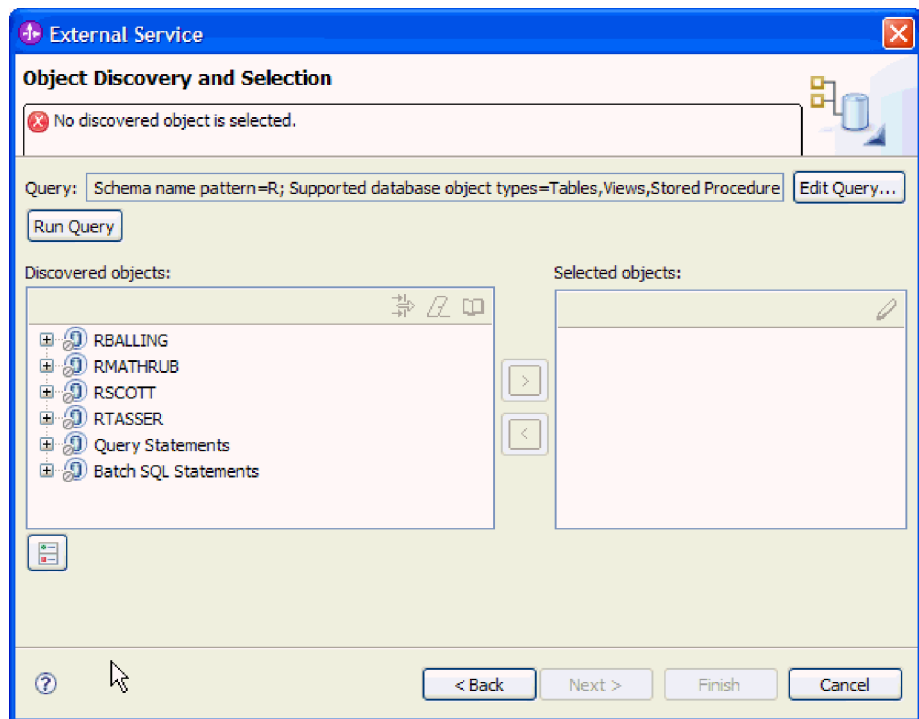 External Service
Object Discovery and Selection
No discovered object is selected.
Query: Schema name pattern=R; Supported database object types=Tables,Views,Stored Procedure Edit Query...
Run Query
Discovered objects: Selected objects:
RBALLING
RMATHRUB
RSCOTT
RTASSER
Query Statements
Batch SQL Statements
>
<
? < Back Next > Finish Cancel